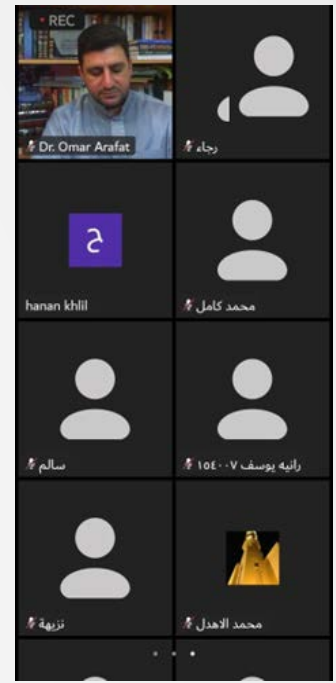 REC
Dr. Omar Arafat
رجاء
ح
hanan khlil
محمد كامل
سالم
رانيه يوسف ١٥٤٠٠٧
نزيهة
محمد الاهدل